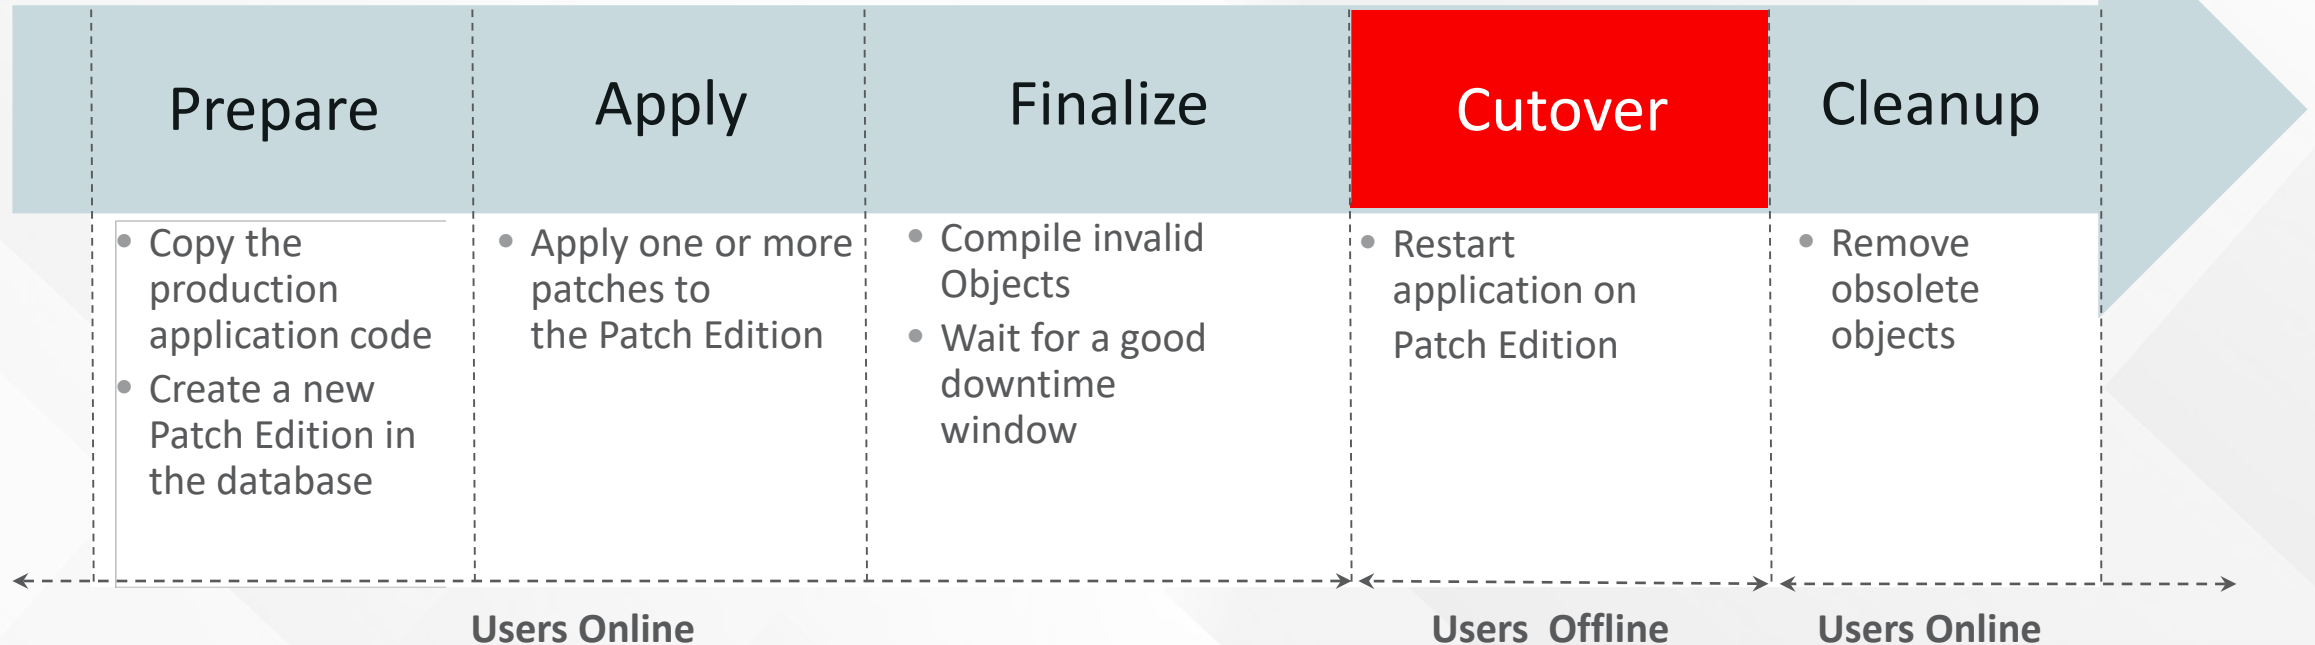 Prepare
Apply
Finalize
Cutover
Cleanup
• Copy the
production
application code
• Create a new
Patch Edition in
the database
• Apply one or more
patches to
the Patch Edition
• Compile invalid
Objects
• Wait for a good
downtime
window
• Restart
application on
Patch Edition
• Remove
obsolete
objects
Users Online
Users Offline
Users Online